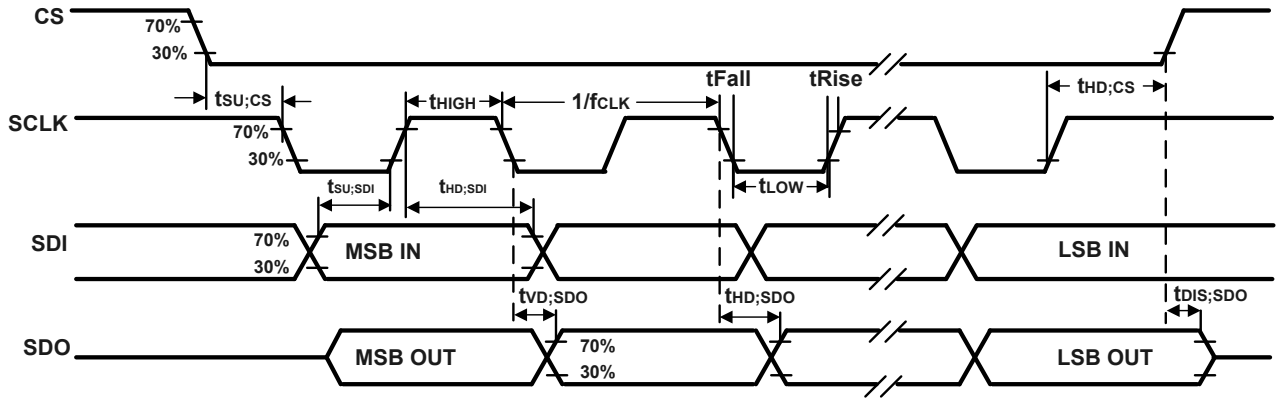 CS
70%
30%
tFall
tRise
tSU;CS
tHIGH
1/fCLK
tHD;CS
SCLK
70%
30%
tSU;SDI
tHD;SDI
tLOW
SDI
70%
30%
MSB IN
LSB IN
tVD;SDO
tHD;SDO
tDIS;SDO
SDO
MSB OUT
70%
30%
LSB OUT